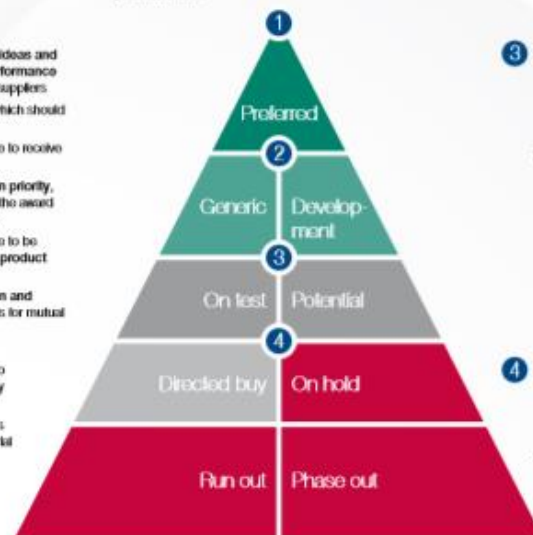 ideas and
formance
suppliers
which should
e to receive
n priority,
the award
e to be
product
n and
s for mutual
1
Preferred
2
Generic
Develop-
ment
3
On test
Potential
4
Directed buy
On hold
Run out
Phase out
3
4